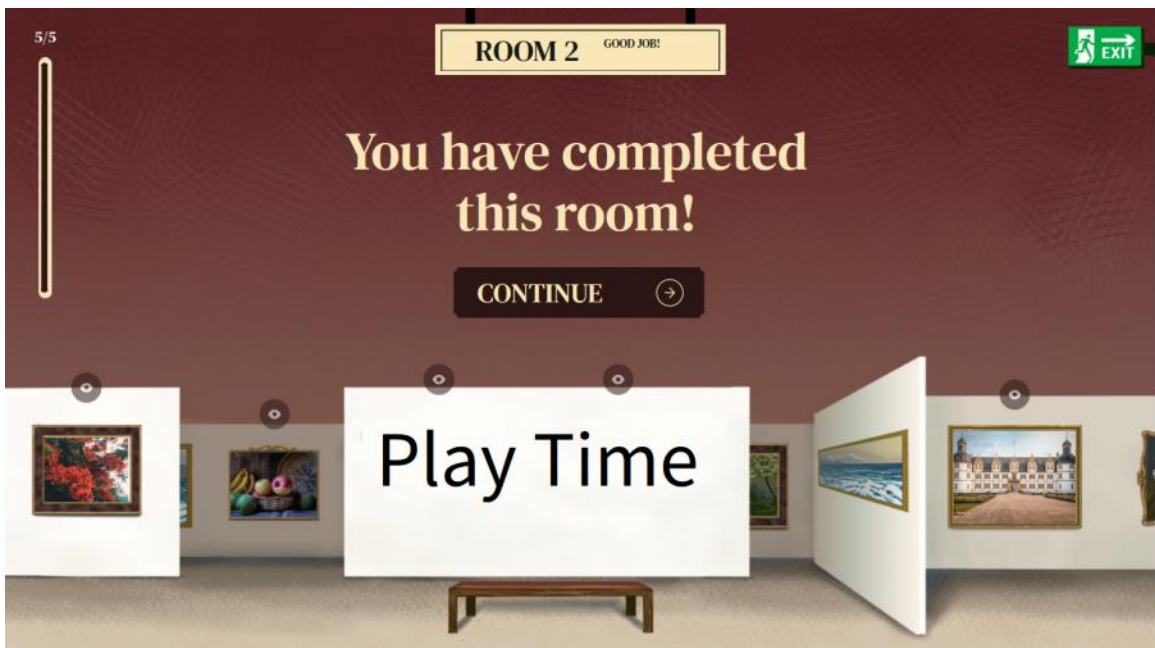 5/5
ROOM 2
GOOD JOB!
EXIT
You have completed
this room!
CONTINUE
Play Time